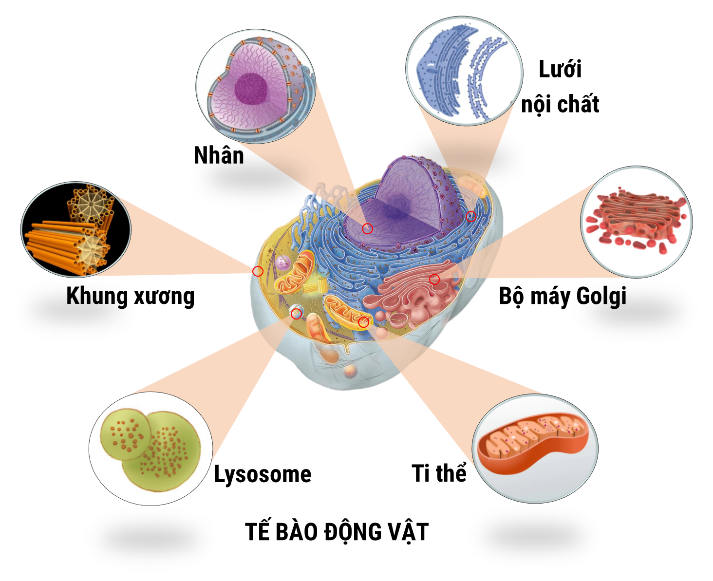 Lưới
nội chất
Nhân
Khung xương
Bộ máy Golgi
Lysosome
Ti thể
TẾ BÀO ĐỘNG VẬT